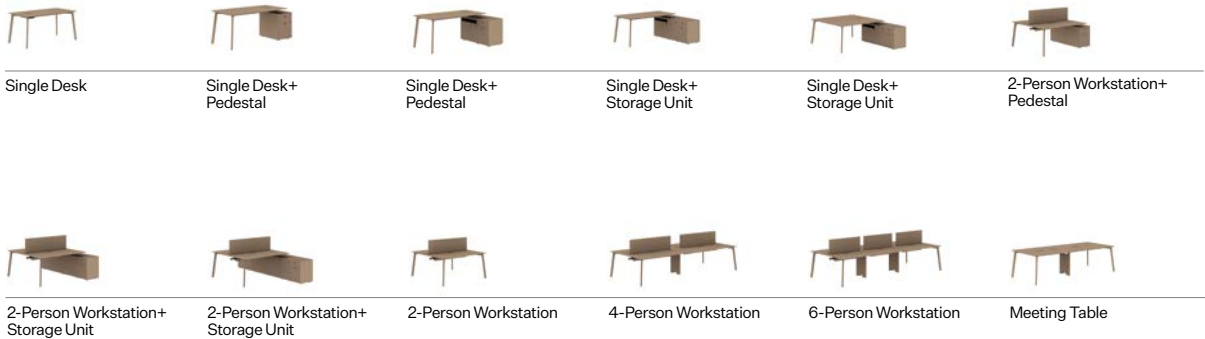 Single Desk
Single Desk+
Pedestal
Single Desk+
Pedestal
Single Desk+
Storage Unit
Single Desk+
Storage Unit
2-Person Workstation+
Pedestal
2-Person Workstation+
Storage Unit
2-Person Workstation+
Storage Unit
2-Person Workstation
4-Person Workstation
6-Person Workstation
Meeting Table